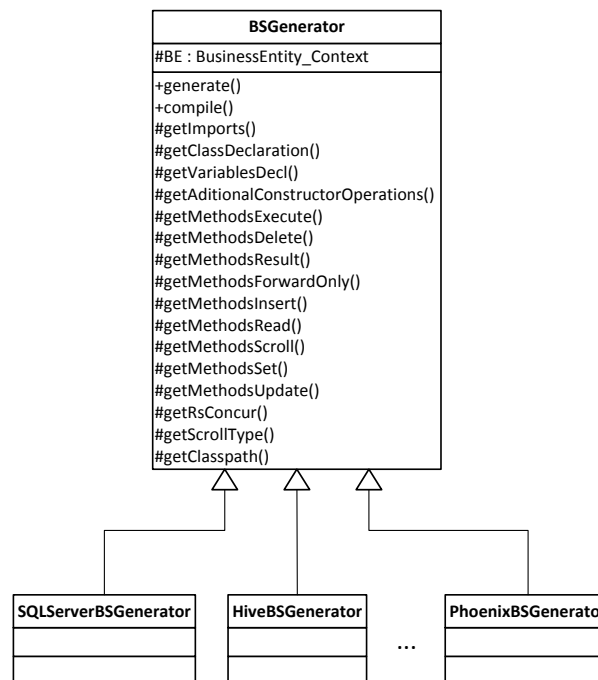 BSGenerator
#BE : BusinessEntity_Context
+generate()
+compile()
#getImports()
#getClassDeclaration()
#getVariablesDecl()
#getAditionalConstructorOperations()
#getMethodsExecute()
#getMethodsDelete()
#getMethodsResult()
#getMethodsForwardOnly()
#getMethodsInsert()
#getMethodsRead()
#getMethodsScroll()
#getMethodsSet()
#getMethodsUpdate()
#getRsConcur()
#getScrollType()
#getClasspath()
SQLServerBSGenerator
HiveBSGenerator
...
PhoenixBSGenerato